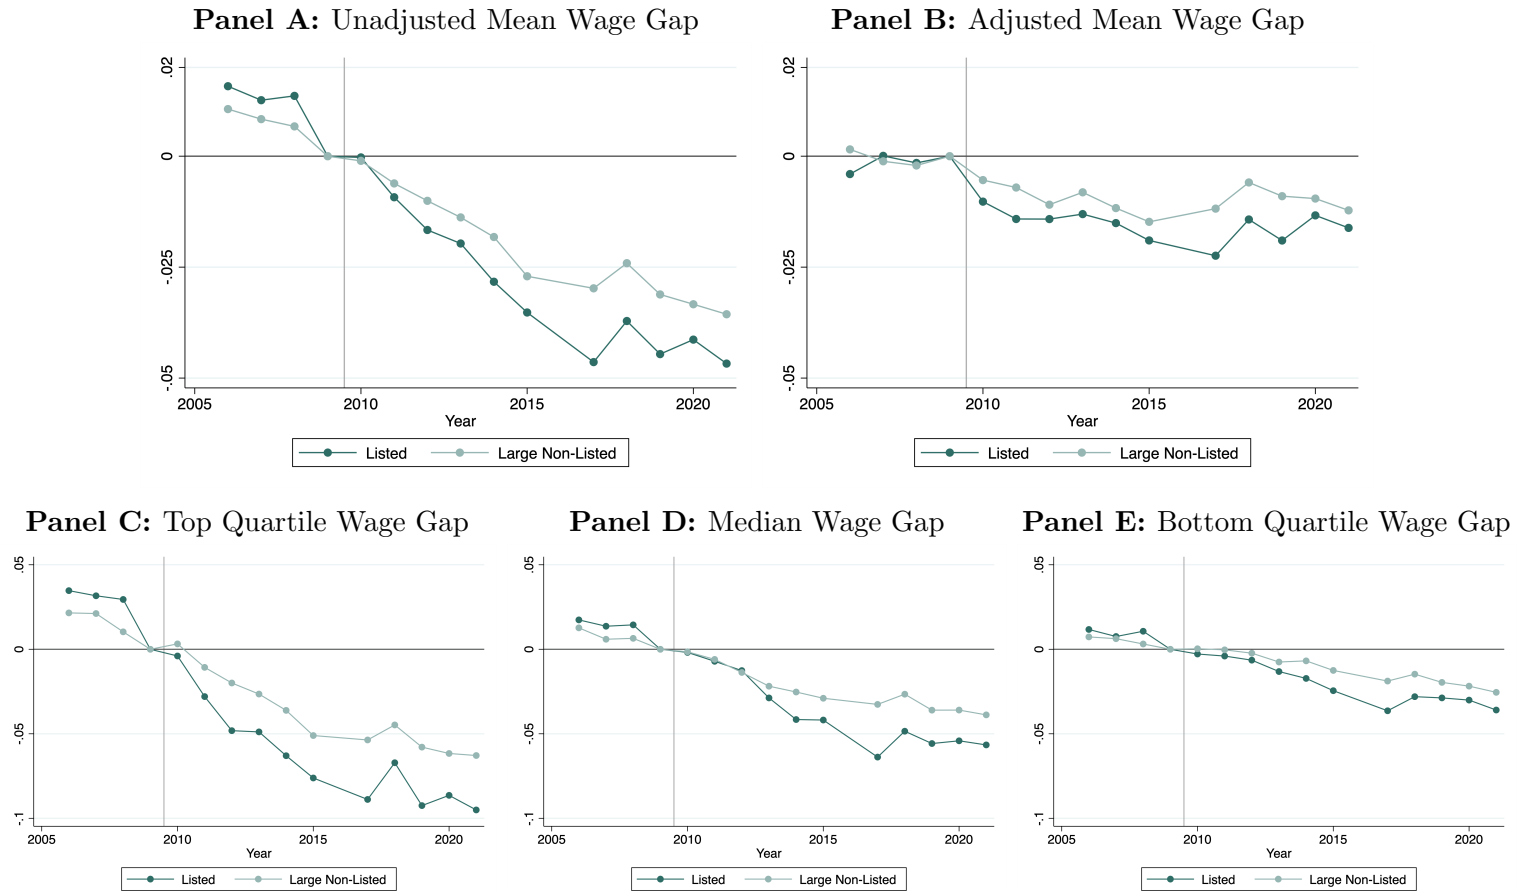 Panel A: Unadjusted Mean Wage Gap
.02
0
-.025
-.05
2005 2010 2015 2020
Year
Listed Large Non-Listed
Panel B: Adjusted Mean Wage Gap
.02
0
-.025
-.05
2005 2010 2015 2020
Year
Listed Large Non-Listed
Panel C: Top Quartile Wage Gap
.05
0
-.05
-.1
2005 2010 2015 2020
Year
Listed Large Non-Listed
Panel D: Median Wage Gap
.05
0
-.05
-.1
2005 2010 2015 2020
Year
Listed Large Non-Listed
Panel E: Bottom Quartile Wage Gap
.05
0
-.05
-.1
2005 2010 2015 2020
Year
Listed Large Non-Listed